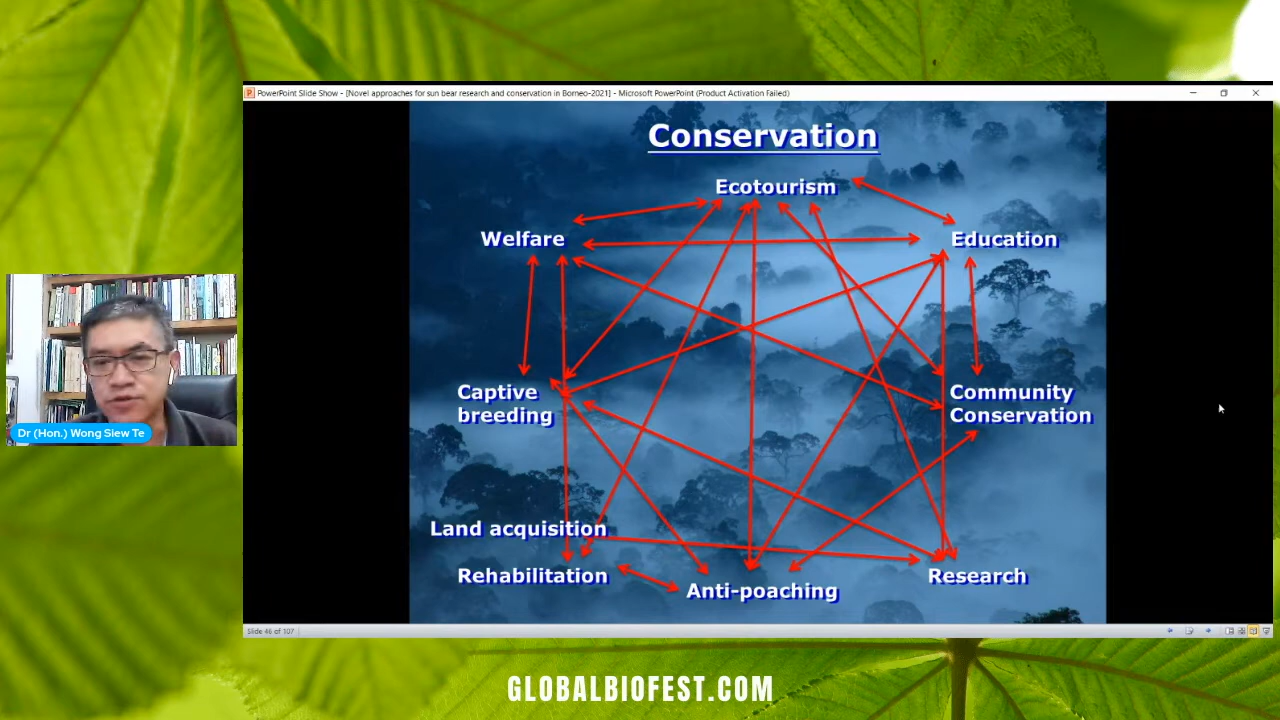 PowerPoint Slide Show - [Novel approaches for sun bear research and conservation in Borneo-2021] - Microsoft PowerPoint (Product Activation Failed)
Conservation
Ecotourism
Welfare
Education
Captive
breeding
Community
Conservation
Land acquisition
Rehabilitation
Anti-poaching
Research
Dr (Hon.) Wong Siew Te
Slide 46 of 107
GLOBALBIOFEST.COM